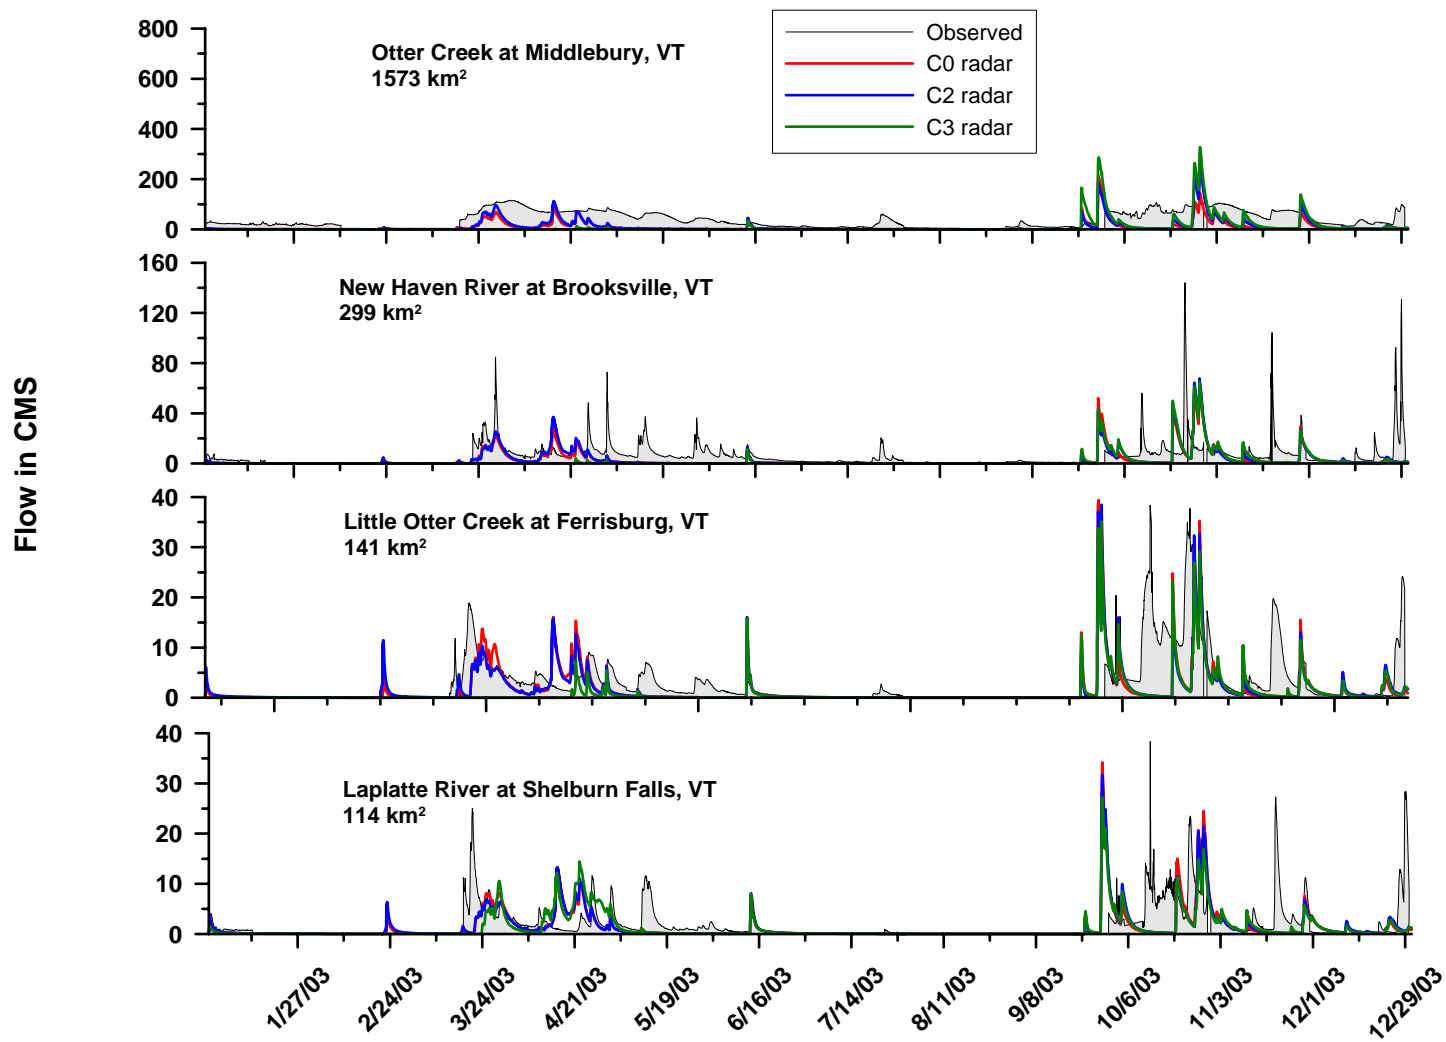 Flow in CMS
800
600
400
200
0
Otter Creek at Middlebury, VT
1573 km²
Observed
C0 radar
C2 radar
C3 radar
160
120
80
40
0
New Haven River at Brooksville, VT
299 km²
40
30
20
10
0
Little Otter Creek at Ferrisburg, VT
141 km²
40
30
20
10
0
Laplatte River at Shelburn Falls, VT
114 km²
1/27/03
2/24/03
3/24/03
4/21/03
5/19/03
6/16/03
7/14/03
8/11/03
9/8/03
10/6/03
11/3/03
12/1/03
12/29/03